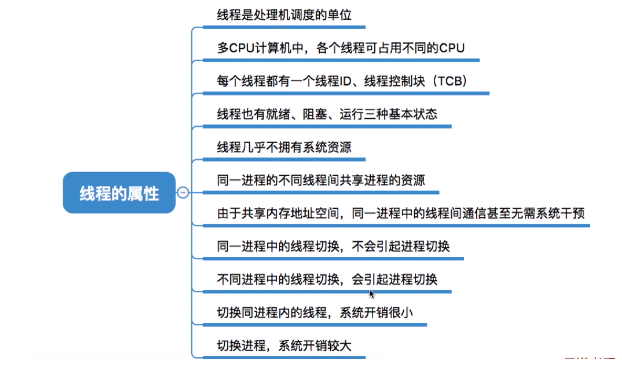 线程是处理机调度的单位
多CPU计算机中，各个线程可占用不同的CPU
每个线程都有一个线程ID、线程控制块（TCB）
线程也有就绪、阻塞、运行三种基本状态
线程几乎不拥有系统资源
线程的属性
同一进程的不同线程间共享进程的资源
由于共享内存地址空间，同一进程中的线程间通信甚至无需系统干预
同一进程中的线程切换，不会引起进程切换
不同进程中的线程切换，会引起进程切换
切换同进程内的线程，系统开销很小
切换进程，系统开销较大